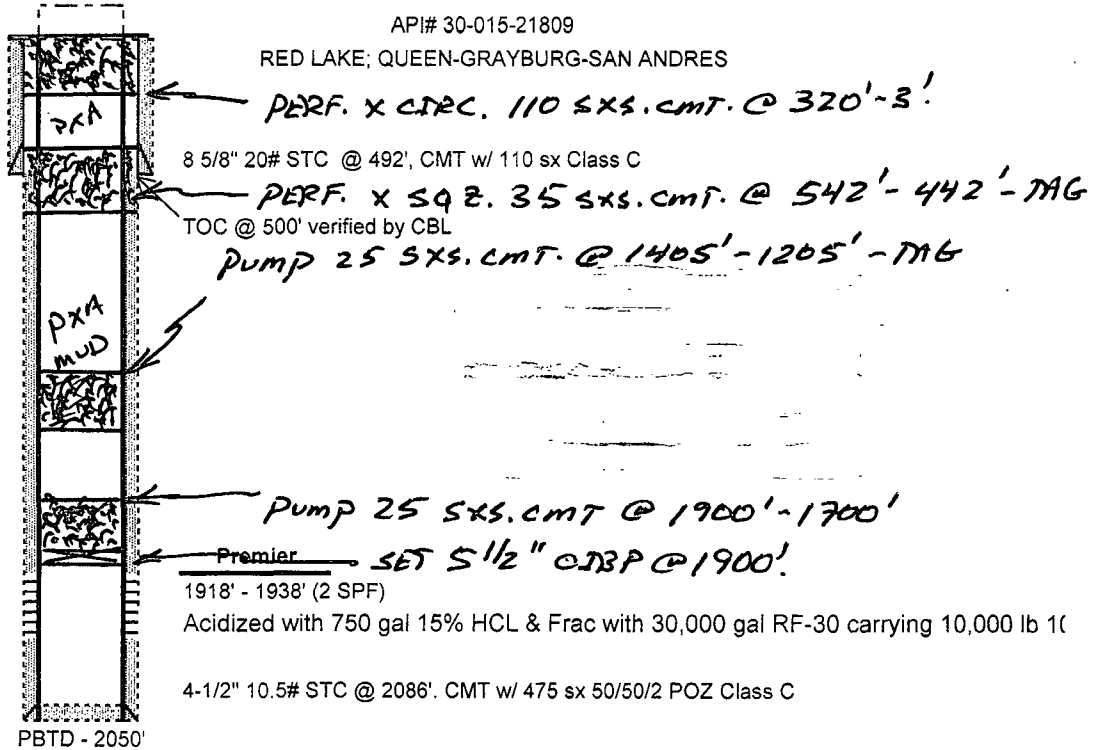 API# 30-015-21809
RED LAKE; QUEEN-GRAYBURG-SAN ANDRES
PERF. X CIRC. 110 SXS. CMT. @ 320'-3'.
PXA
8 5/8" 20# STC @ 492', CMT w/ 110 sx Class C
PERF. X SQZ. 35 SXS. CMT. @ 542'-442'-TAG
TOC @ 500' verified by CBL
PUMP 25 SXS. CMT. @ 1405'-1205'-TAG
PXA
MUD
PUMP 25 SXS. CMT @ 1900'-1700'
Premier SET 5 1/2" CIBP @ 1900'.
1918' - 1938' (2 SPF)
Acidized with 750 gal 15% HCL & Frac with 30,000 gal RF-30 carrying 10,000 lb
4-1/2" 10.5# STC @ 2086'. CMT w/ 475 sx 50/50/2 POZ Class C
PBTD - 2050'